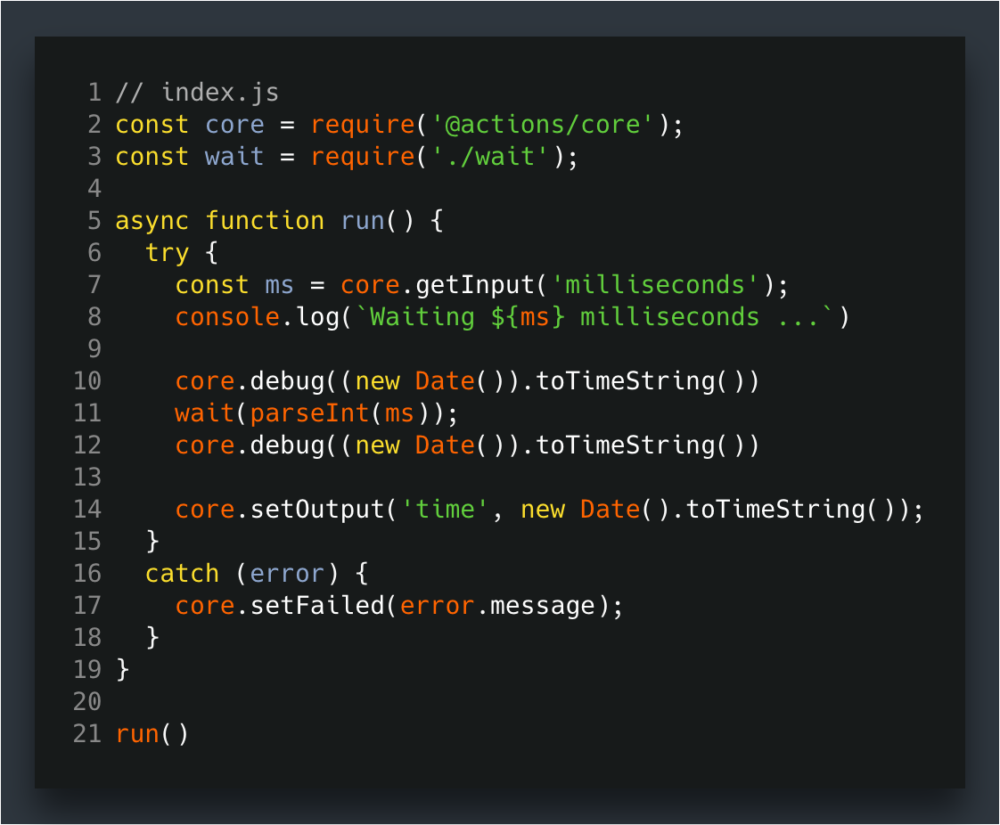 1 // index.js
2 const core = require('@actions/core');
3 const wait = require('./wait');
4
5 async function run() {
6   try {
7     const ms = core.getInput('milliseconds');
8     console.log(`Waiting ${ms} milliseconds ...`)
9
10     core.debug((new Date()).toTimeString())
11     wait(parseInt(ms));
12     core.debug((new Date()).toTimeString())
13
14     core.setOutput('time', new Date().toTimeString());
15   }
16   catch (error) {
17     core.setFailed(error.message);
18   }
19 }
20
21 run()